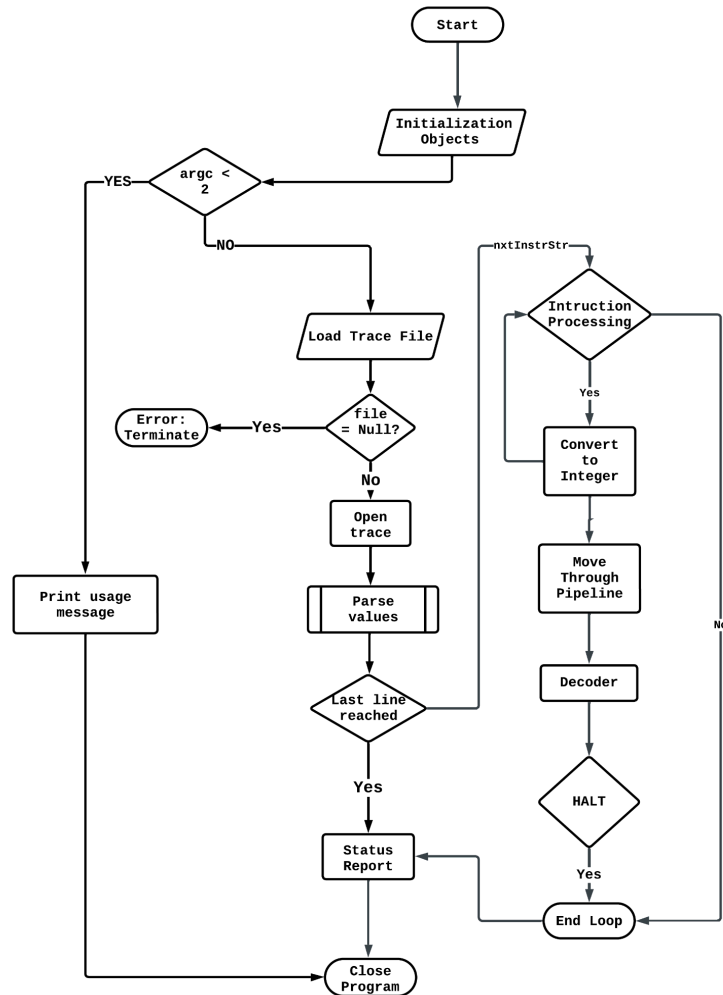 Start
Initialization
Objects
argc <
2
YES
NO
nxtInstrStr
Intruction
Processing
Load Trace File
Yes
file
= Null?
Error:
Terminate
Yes
Convert
to
Integer
No
Open
trace
Move
Through
Pipeline
Print usage
message
Parse
values
No
Decoder
Last line
reached
Yes
HALT
Status
Report
Yes
End Loop
Close
Program